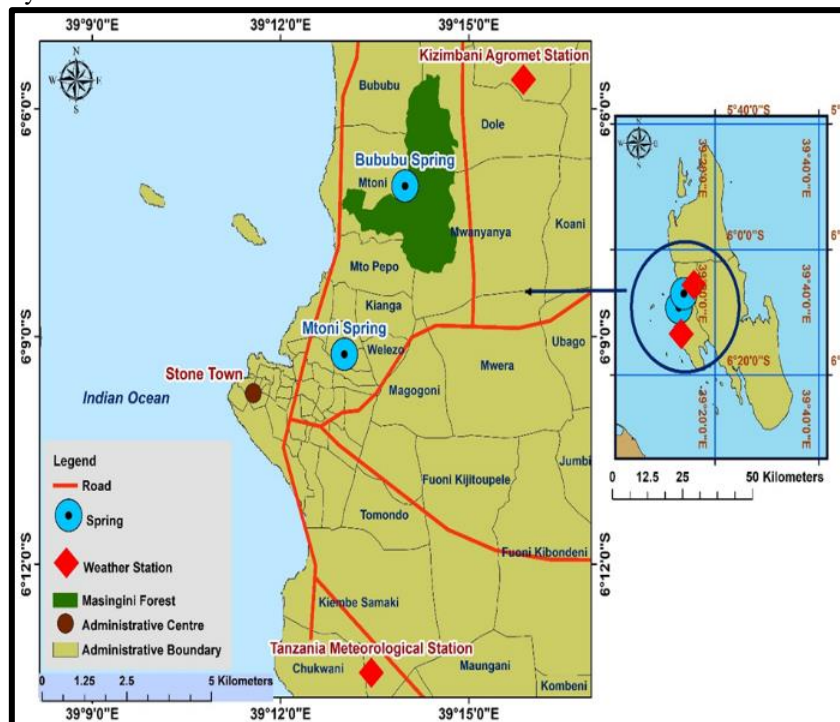 39°9'0"E
39°12'0"E
39°15'0"E
Kizimbani Agromet Station
Bububu
6°6'0"S
6°6'0"S
Dole
Bububu Spring
Mtoni
Mwanyanya
Koani
Mto Pepo
Kianga
Mtoni Spring
Welezo
6°9'0"S
6°9'0"S
Ubago
Stone Town
Mwera
Magogoni
Indian Ocean
Jumbi
Fuoni Kijitoupele
Tomondo
Fuoni Kibondeni
6°12'0"S
6°12'0"S
Kiembe Samaki
Tanzania Meteorological Station
Chukwani
Maungani
Kombeni
Legend
Road
Spring
Weather Station
Masingini Forest
Administrative Centre
Administrative Boundary
0 1.25 2.5 5 Kilometers
39°9'0"E
39°12'0"E
39°15'0"E
N
W E
S
5°40'0"S
39°20'0"E
39°40'0"E
6°0'0"S
39°40'0"E
6°20'0"S
39°20'0"E
39°40'0"E
0 12.5 25 50 Kilometers